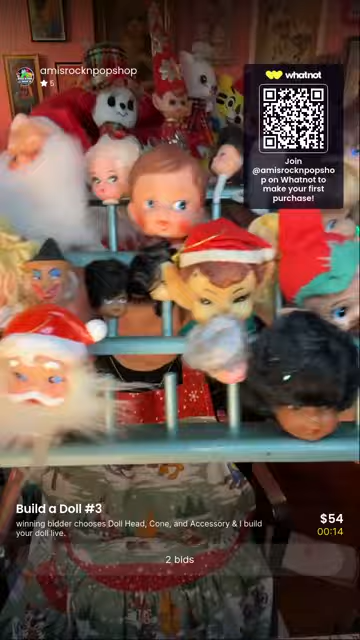 amisrocknpopshop
★ 5
whatnot
Join
@amisrocknpopsho
p on Whatnot to
make your first
purchase!
Build a Doll #3
winning bidder chooses Doll Head, Cone, and Accessory & I build
your doll live.
$54
00:14
2 bids